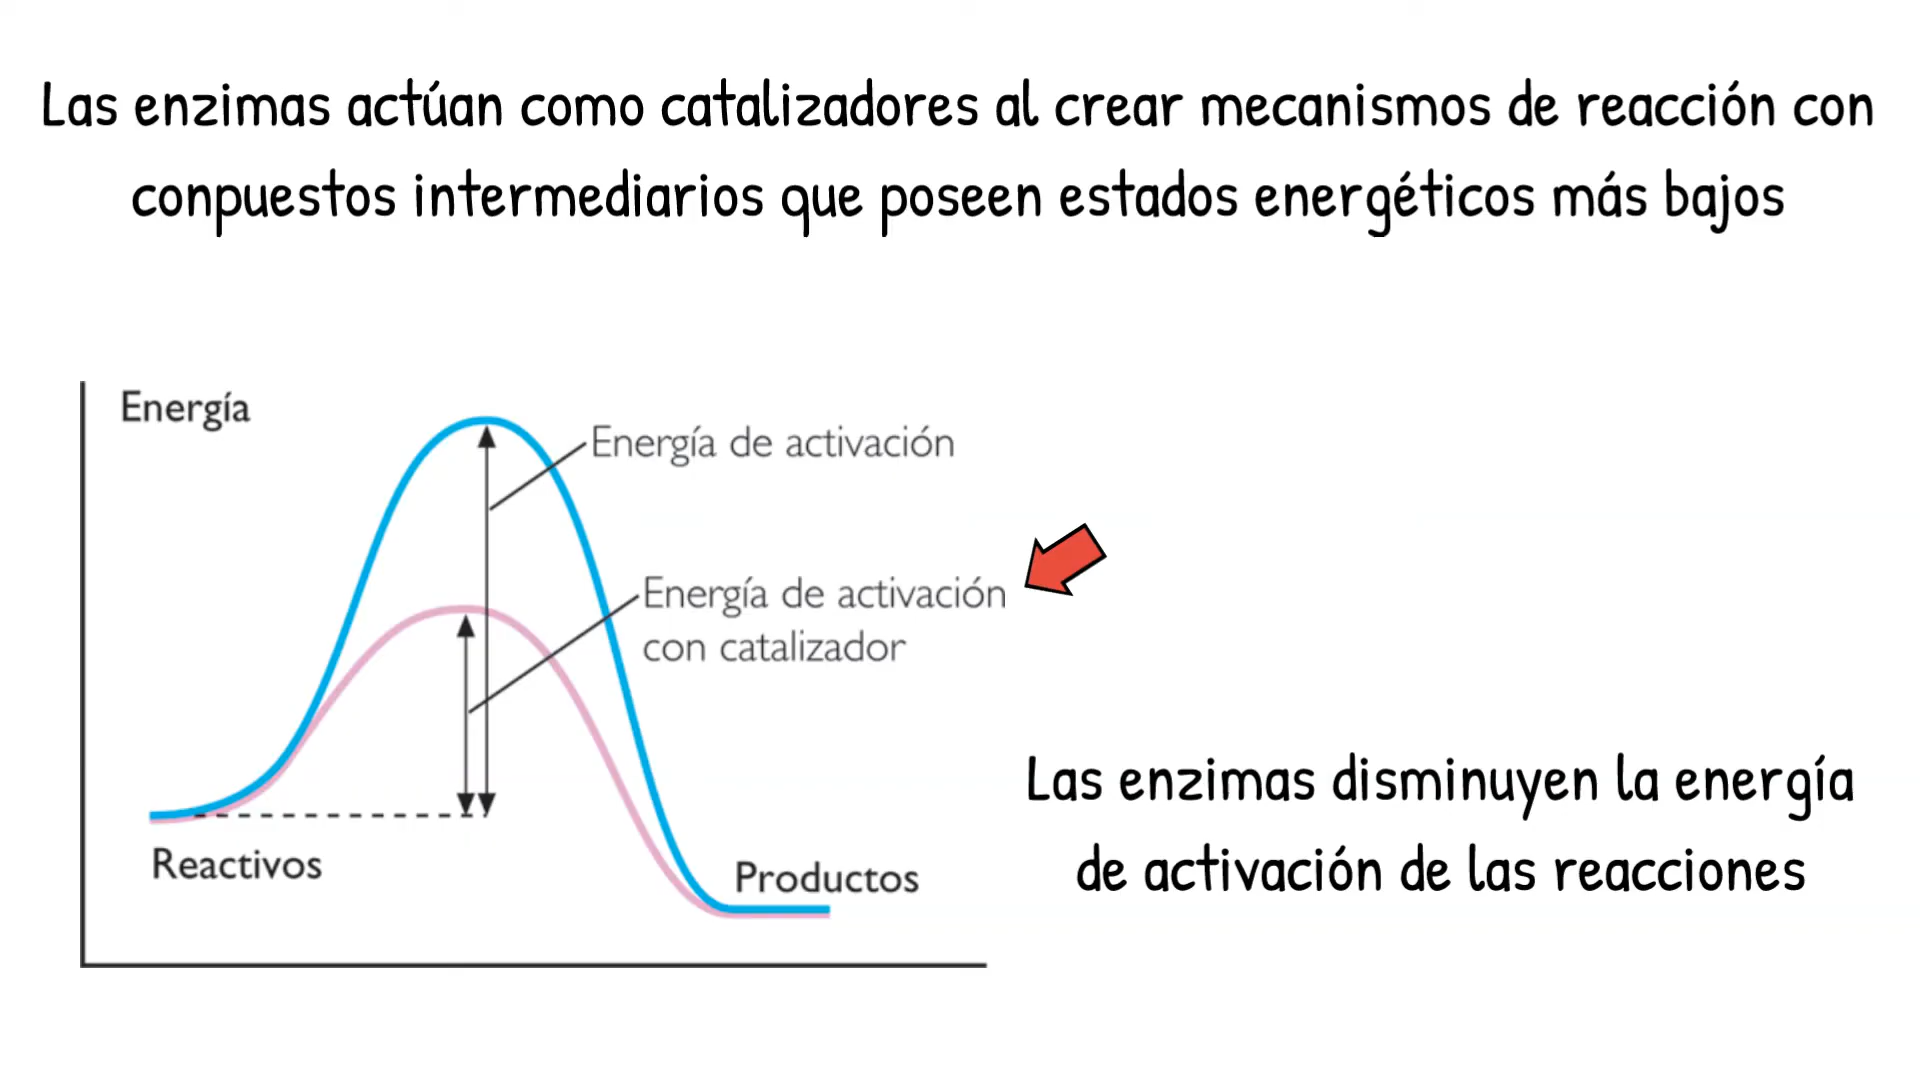 Las enzimas actúan como catalizadores al crear mecanismos de reacción con
conpuestos intermediarios que poseen estados energéticos más bajos
Energía
Energía de activación
Energía de activación
con catalizador
Reactivos
Productos
Las enzimas disminuyen la energía
de activación de las reacciones